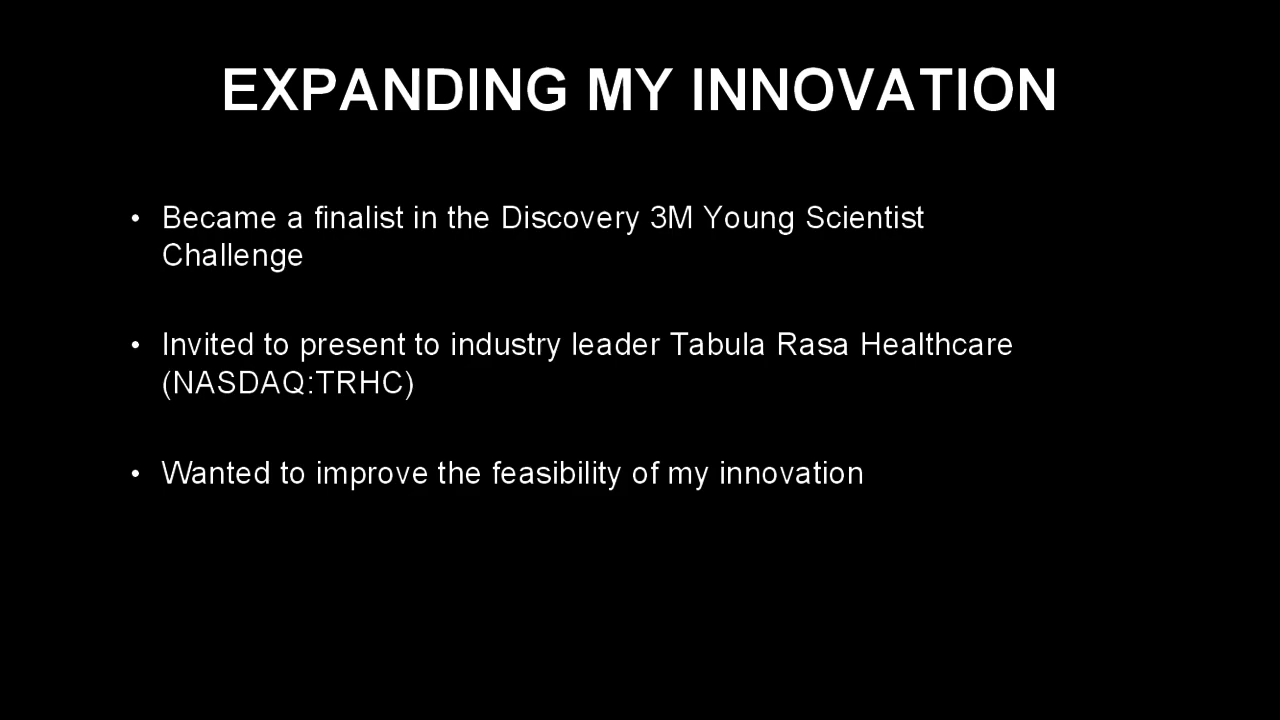 EXPANDING MY INNOVATION
• Became a finalist in the Discovery 3M Young Scientist
Challenge
• Invited to present to industry leader Tabula Rasa Healthcare
(NASDAQ:TRHC)
• Wanted to improve the feasibility of my innovation